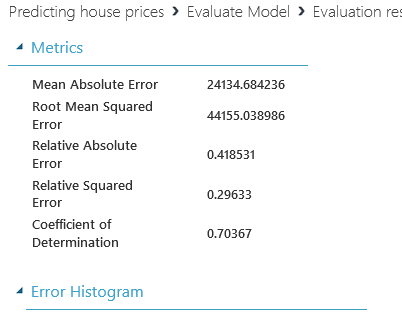 Predicting house prices > Evaluate Model > Evaluation res
Metrics
Mean Absolute Error 24134.684236
Root Mean Squared
Error 44155.038986
Relative Absolute
Error 0.418531
Relative Squared
Error 0.29633
Coefficient of
Determination 0.70367
Error Histogram